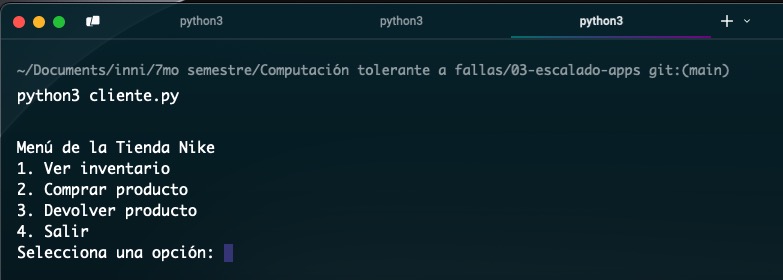 python3 python3 python3
~/Documents/inni/7mo semestre/Computación tolerante a fallas/03-escalado-apps git:(main)
python3 cliente.py
Menú de la Tienda Nike
1. Ver inventario
2. Comprar producto
3. Devolver producto
4. Salir
Selecciona una opción: